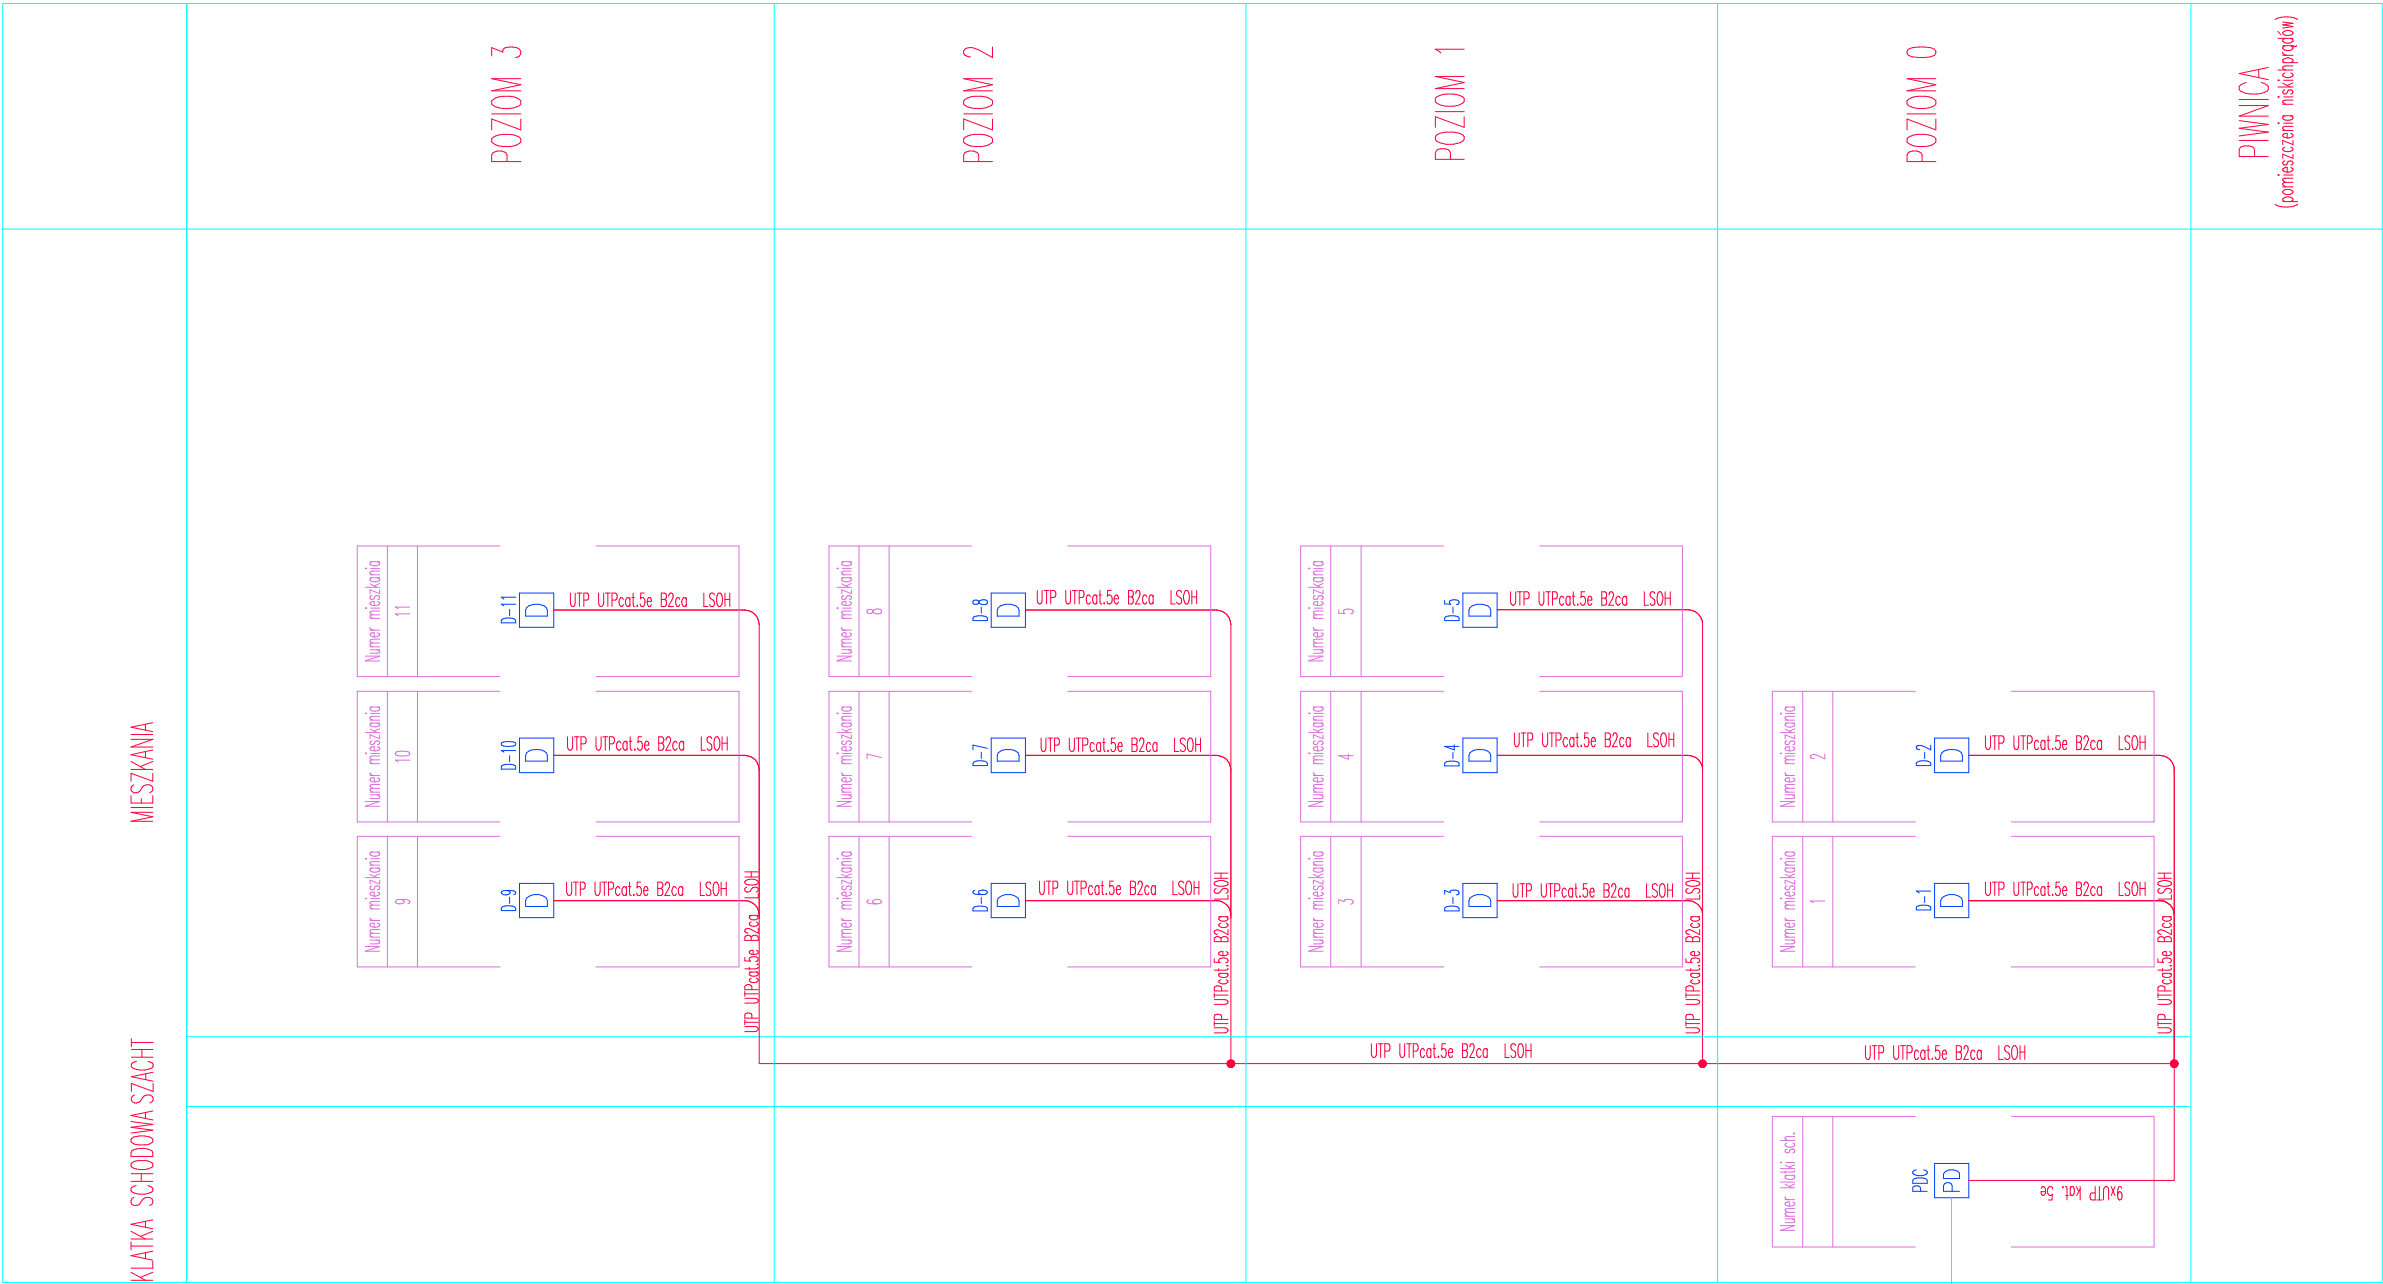 POZIOM 3
POZIOM 2
POZIOM 1
POZIOM 0
PIWNICA
(pomieszczenia niskichprądów)
MIESZKANIA
KLATKA SCHODOWA SZACHT
Numer mieszkania
11
D-11
D
UTP UTPcat.5e B2ca LSOH
Numer mieszkania
10
D-10
D
UTP UTPcat.5e B2ca LSOH
Numer mieszkania
9
D-9
D
UTP UTPcat.5e B2ca LSOH
UTP UTPcat.5e B2ca LSOH
Numer mieszkania
8
D-8
D
UTP UTPcat.5e B2ca LSOH
Numer mieszkania
7
D-7
D
UTP UTPcat.5e B2ca LSOH
Numer mieszkania
6
D-6
D
UTP UTPcat.5e B2ca LSOH
UTP UTPcat.5e B2ca LSOH
Numer mieszkania
5
D-5
D
UTP UTPcat.5e B2ca LSOH
Numer mieszkania
4
D-4
D
UTP UTPcat.5e B2ca LSOH
Numer mieszkania
3
D-3
D
UTP UTPcat.5e B2ca LSOH
UTP UTPcat.5e B2ca LSOH
Numer mieszkania
2
D-2
D
UTP UTPcat.5e B2ca LSOH
Numer mieszkania
1
D-1
D
UTP UTPcat.5e B2ca LSOH
UTP UTPcat.5e B2ca LSOH
UTP UTPcat.5e B2ca LSOH
UTP UTPcat.5e B2ca LSOH
Numer klatki sch.
PDC
PD
9xUTP kat. 5e